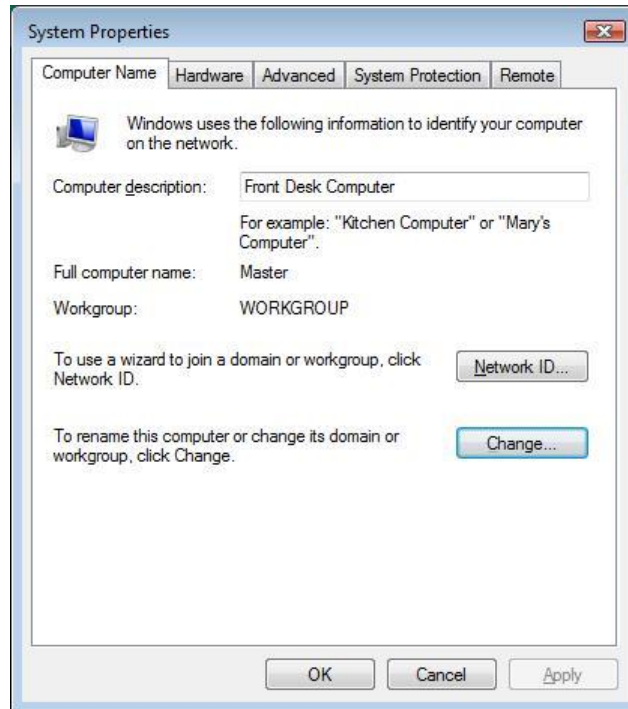 System Properties
Computer Name Hardware Advanced System Protection Remote
Windows uses the following information to identify your computer
on the network.
Computer description: Front Desk Computer
For example: "Kitchen Computer" or "Mary's
Computer".
Full computer name: Master
Workgroup: WORKGROUP
To use a wizard to join a domain or workgroup, click
Network ID.
Network ID...
To rename this computer or change its domain or
workgroup, click Change.
Change...
OK Cancel Apply